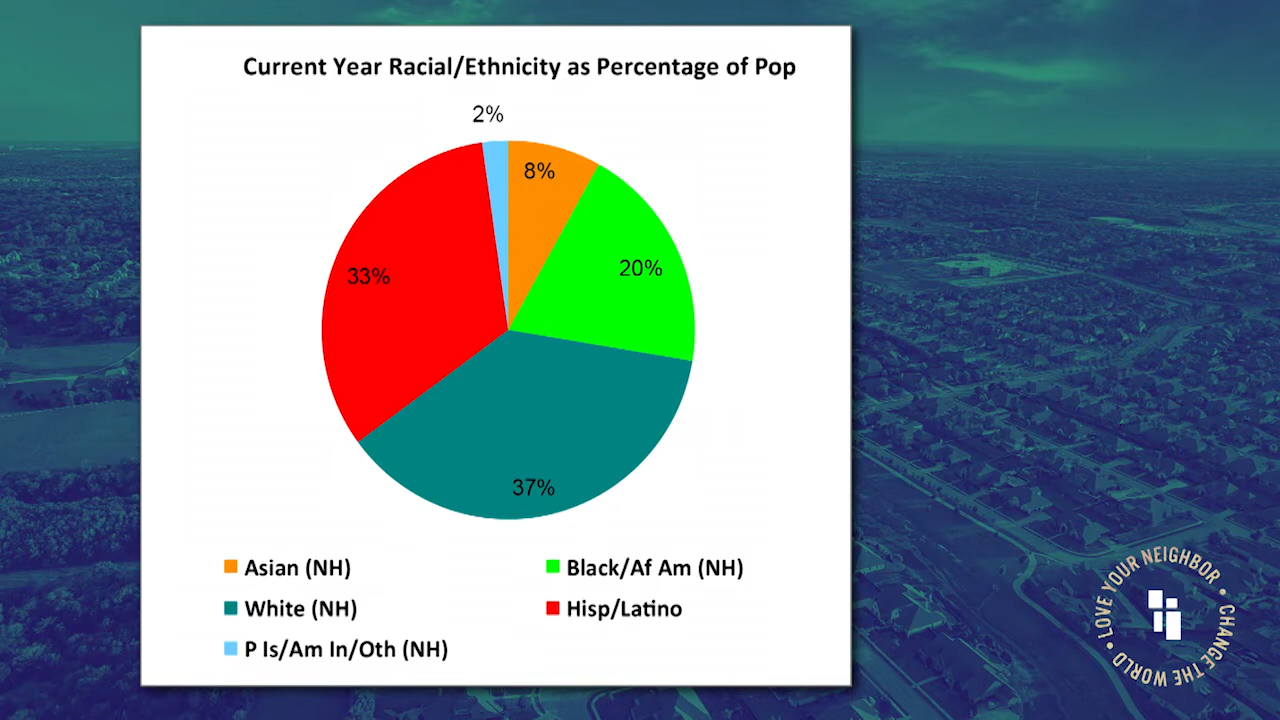 Current Year Racial/Ethnicity as Percentage of Pop
2%
8%
20%
33%
37%
Asian (NH)
Black/Af Am (NH)
White (NH)
Hisp/Latino
P Is/Am In/Oth (NH)
LOVE YOUR NEIGHBOR • CHANGE THE WORLD •